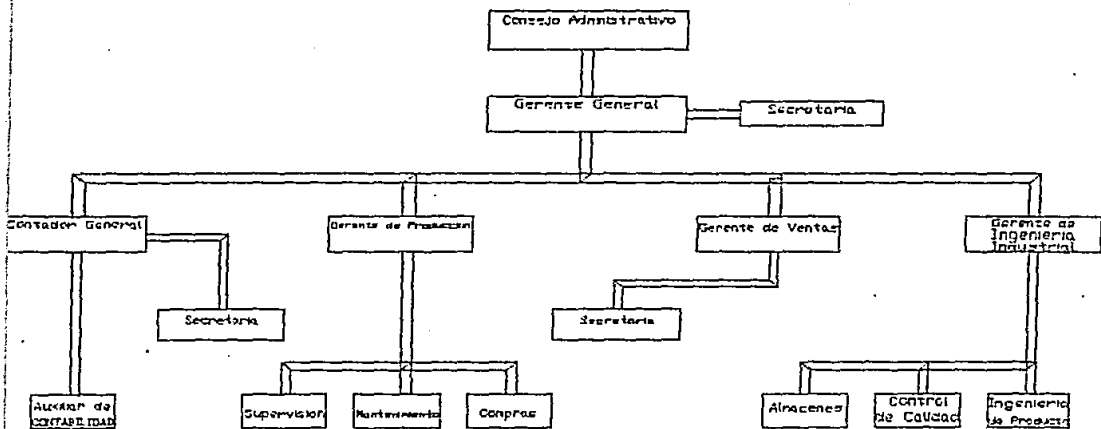 Consejo Administrativo
Gerente General
Secretaria
Contador General
Gerente de Produccion
Gerente de Ventas
Gerente de
Ingenieria
Industrial
Secretaria
Secretaria
Auxiliar de
CONTABILIDAD
Supervision
Mantenimiento
Compras
Almacenes
Control
de Calidad
Ingenieria
de Producto